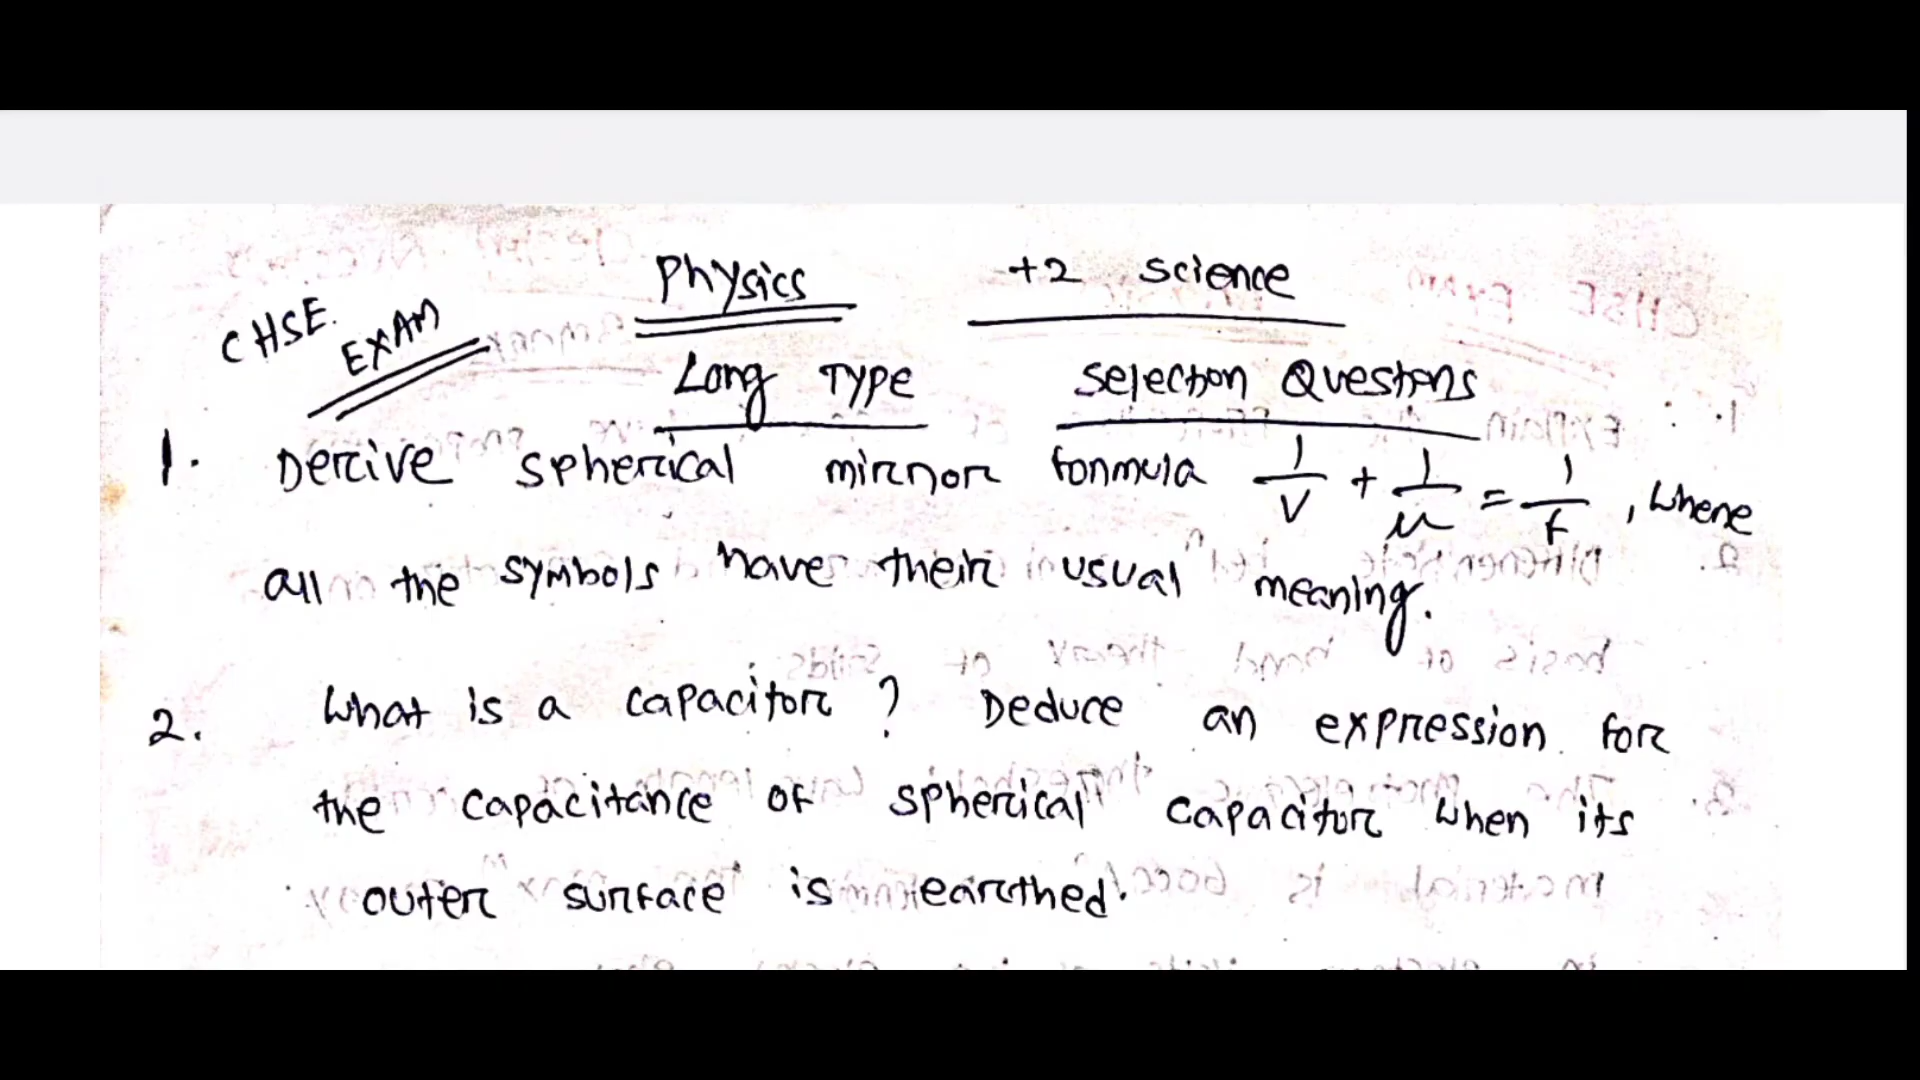 Physics +2 Science
CHSE. EXAM
Long TYPE Selection Questions
1. Derive spherical mirror formula 1/v + 1/u = 1/f, where
all the symbols have their usual meaning.
2. What is a capacitor? Deduce an expression for
the capacitance of spherical capacitor when its
outer surface is earthed.